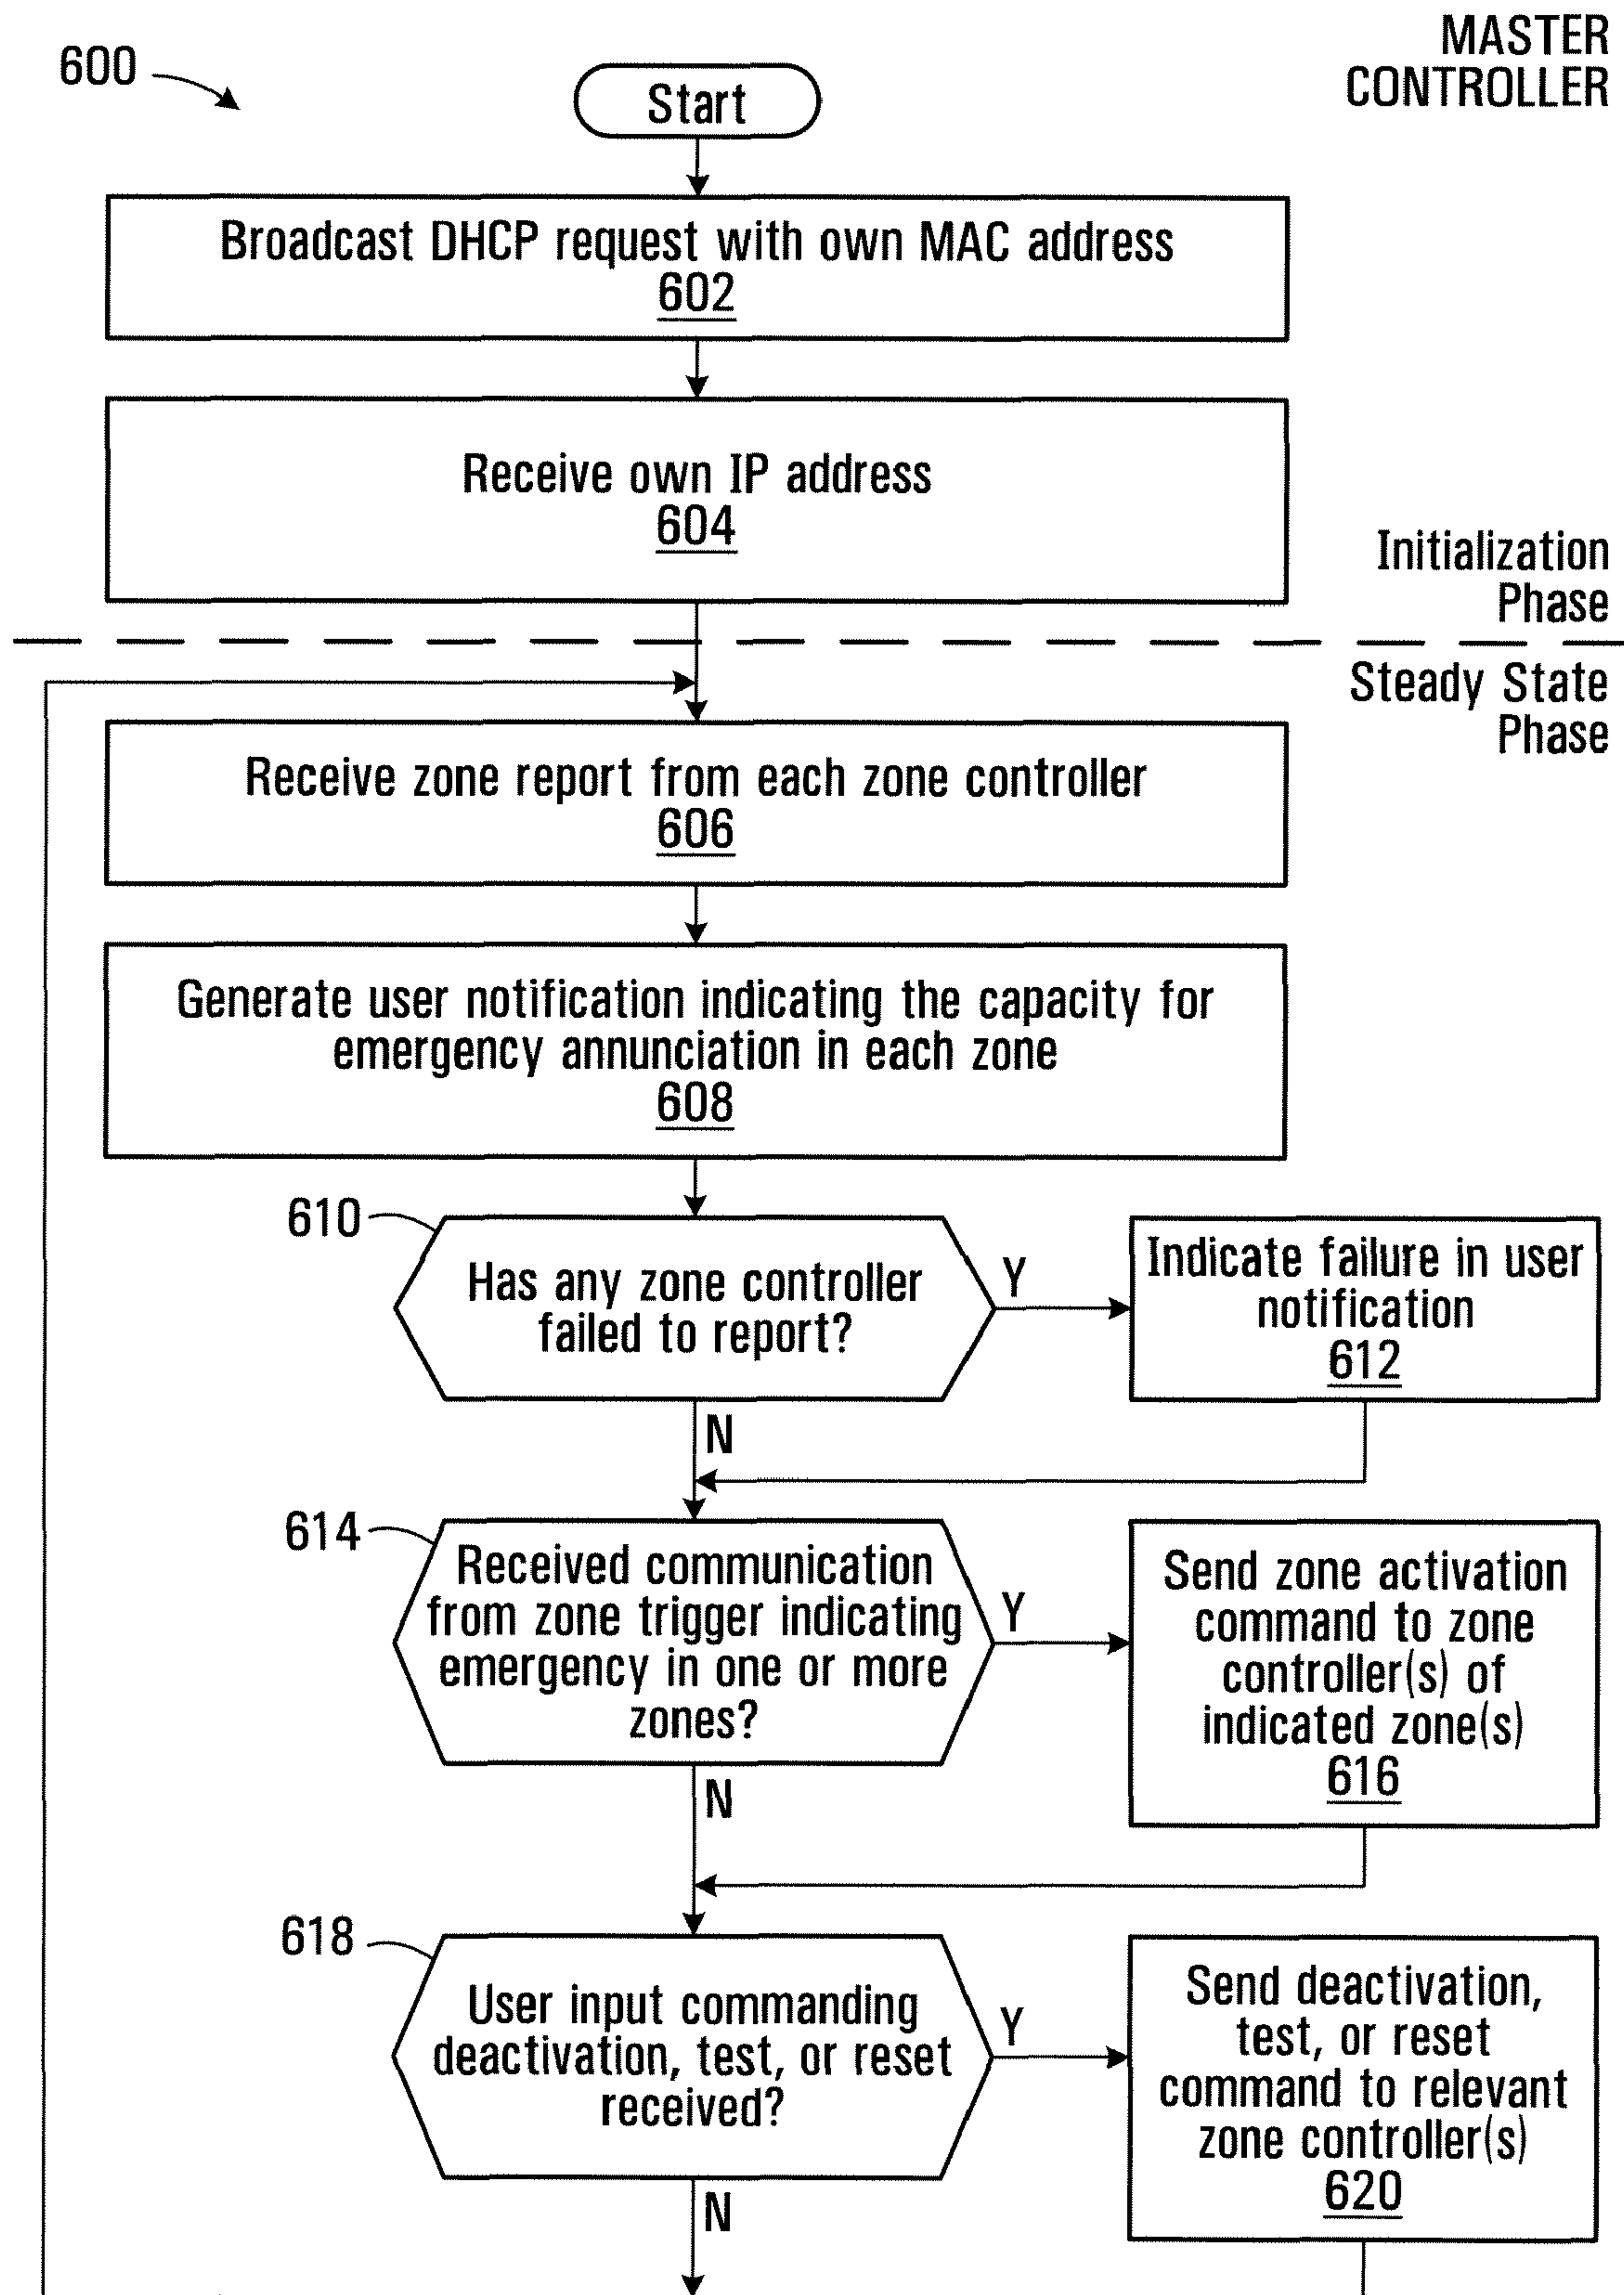 MASTER
CONTROLLER
600
Start
Broadcast DHCP request with own MAC address
602
Receive own IP address
604
Initialization
Phase
Steady State
Phase
Receive zone report from each zone controller
606
Generate user notification indicating the capacity for
emergency annunciation in each zone
608
610
Has any zone controller
failed to report?
Y
Indicate failure in user
notification
612
N
614
Received communication
from zone trigger indicating
emergency in one or more
zones?
Y
Send zone activation
command to zone
controller(s) of
indicated zone(s)
616
N
618
User input commanding
deactivation, test, or reset
received?
Y
Send deactivation,
test, or reset
command to relevant
zone controller(s)
620
N